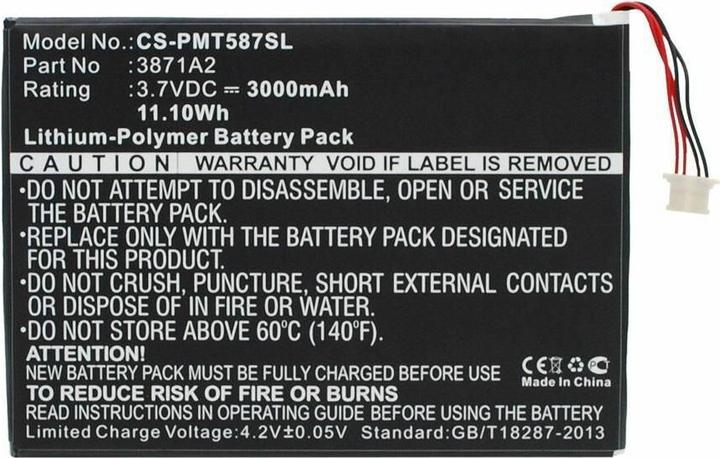 Model No.: CS-PMT587SL
Part No : 3871A2
Rating : 3.7VDC ⎓ 3000mAh
11.10Wh
Lithium-Polymer Battery Pack
CAUTION WARRANTY VOID IF LABEL IS REMOVED
•DO NOT ATTEMPT TO DISASSEMBLE, OPEN OR SERVICE
THE BATTERY PACK.
•REPLACE ONLY WITH THE BATTERY PACK DESIGNATED
FOR THIS EQUIPMENT.
•DO NOT CRUSH, PUNCTURE, SHORT EXTERNAL CONTACTS
OR DISPOSE OF IN FIRE OR WATER.
•DO NOT STORE ABOVE 60°C (140°F).
ATTENTION!
NEW BATTERY PACK MUST BE FULLY CHARGED BEFORE USE
TO REDUCE RISK OF FIRE OR BURNS
READ INSTRUCTIONS IN OPERATING GUIDE BEFORE USING BATTERY
Limited Charge Voltage:4.2V±0.05V Standard:GB/T18287-2013
CE
Made In China